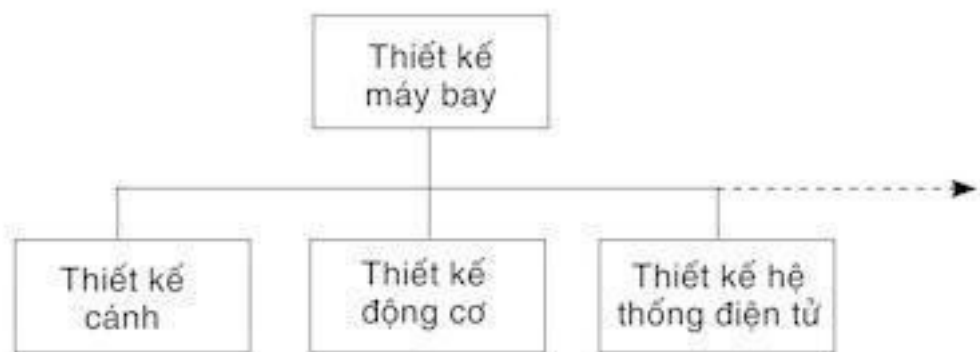 Thiết kế
máy bay
Thiết kế
cánh
Thiết kế
động cơ
Thiết kế hệ
thống điện tử